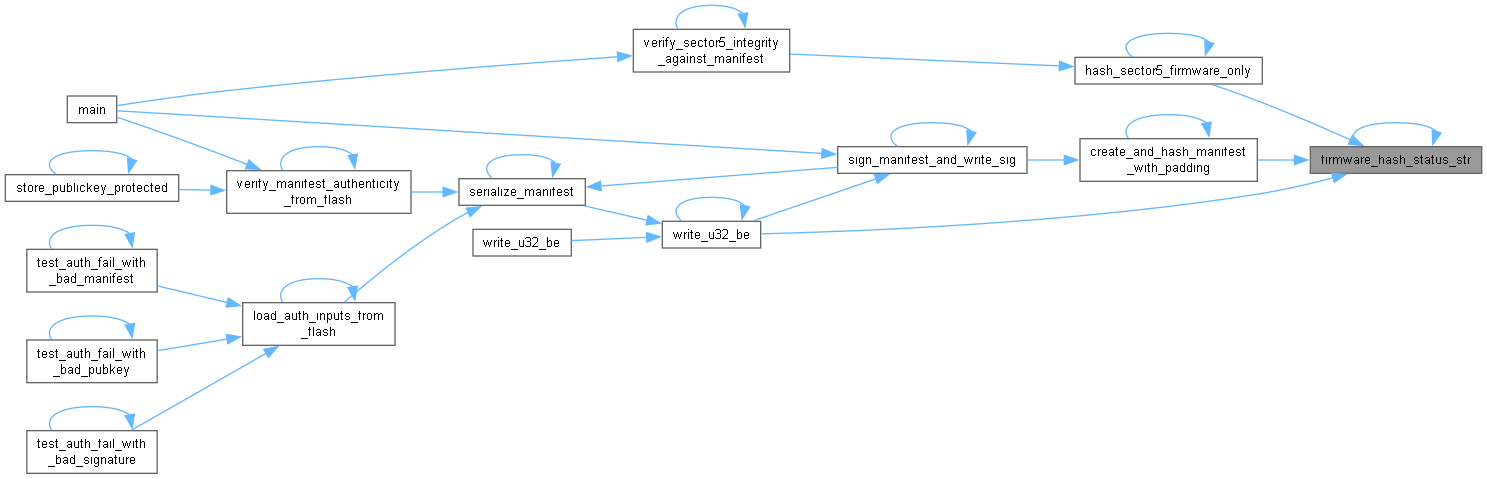 verify_sector5_integrity
_against_manifest
hash_sector5_firmware_only
main
sign_manifest_and_write_sig
create_and_hash_manifest
_with_padding
firmware_hash_status_str
store_publickey_protected
verify_manifest_authenticity
_from_flash
serialize_manifest
write_u32_be
write_u32_be
test_auth_fail_with
_bad_manifest
load_auth_inputs_from
_flash
test_auth_fail_with
_bad_pubkey
test_auth_fail_with
_bad_signature